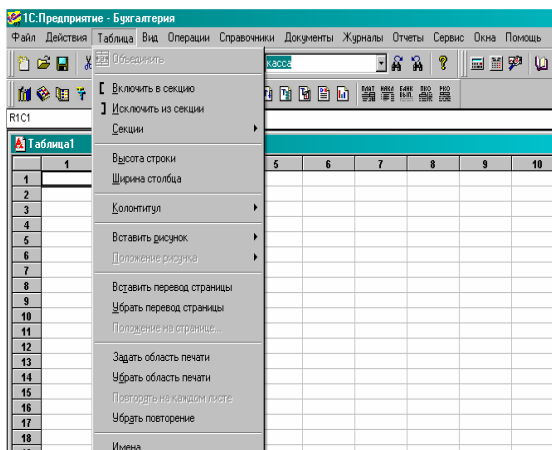 1С:Предприятие - Бухгалтерия
Файл Действия Таблица Вид Операции Справочники Документы Журналы Отчеты Сервис Окна Помощь
Объединить
касса
Включить в секцию
Исключить из секции
Секции
R1C1
Таблица1
1 5 6 7 8 9 10
Высота строки
Ширина столбца
Колонтитул
Вставить рисунок
Положение рисунка
Вставить перевод страницы
Убрать перевод страницы
Положение на странице...
Задать область печати
Убрать область печати
Повторять на каждом листе
Убрать повторение
Имена
1
2
3
4
5
6
7
8
9
10
11
12
13
14
15
16
17
18